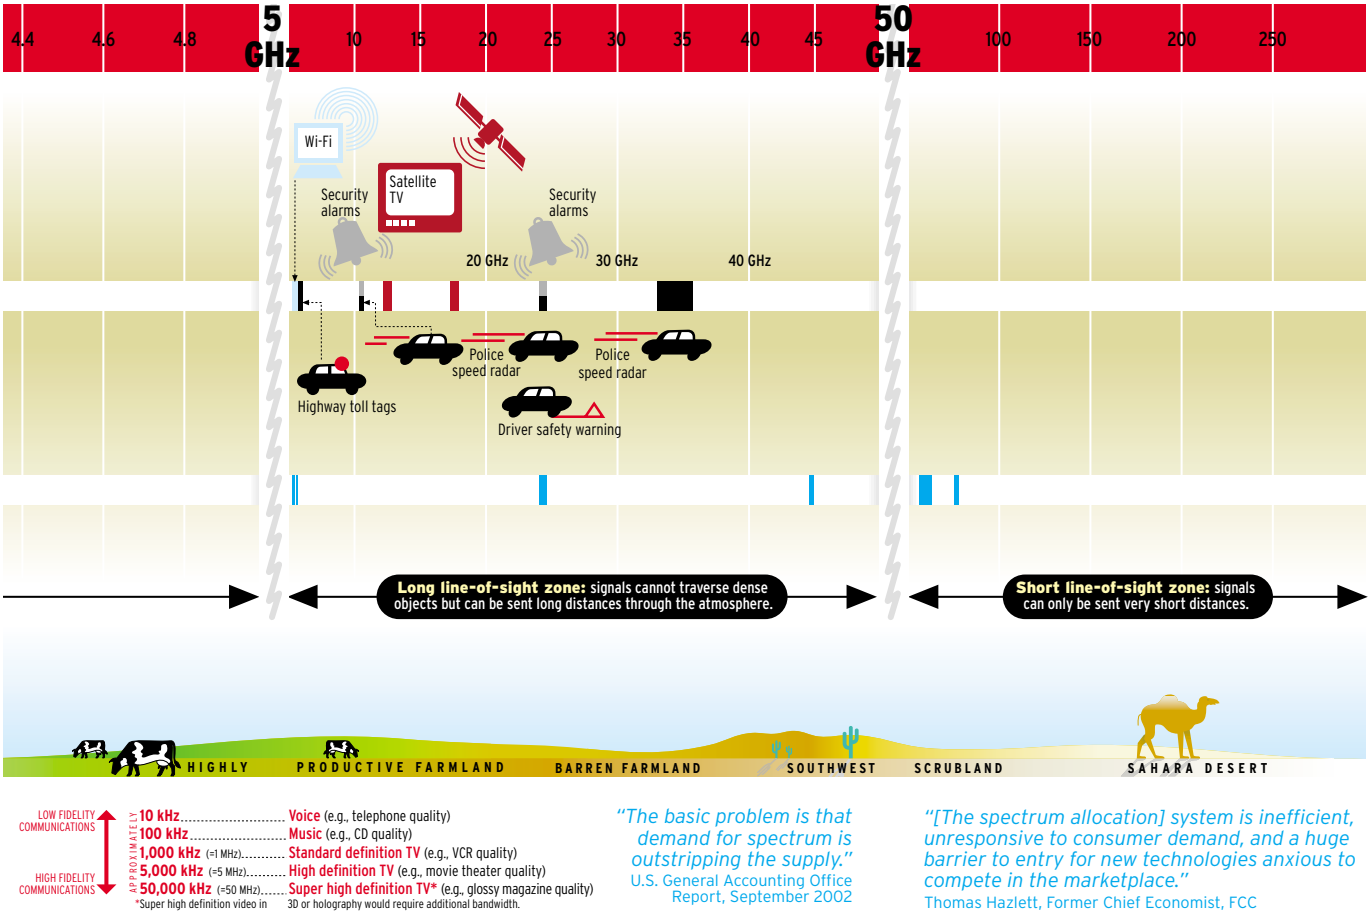 4.4 4.6 4.8 5 GHz 10 15 20 25 30 35 40 45 50 GHz 100 150 200 250
Wi-Fi
Satellite
TV
Security
alarms
Security
alarms
20 GHz 30 GHz 40 GHz
Police
speed radar
Police
speed radar
Highway toll tags
Driver safety warning
Long line-of-sight zone: signals cannot traverse dense
objects but can be sent long distances through the atmosphere.
Short line-of-sight zone: signals
can only be sent very short distances.
HIGHLY PRODUCTIVE FARMLAND BARREN FARMLAND SOUTHWEST SCRUBLAND SAHARA DESERT
LOW FIDELITY
COMMUNICATIONS
HIGH FIDELITY
COMMUNICATIONS
APPROXIMATELY
10 kHz............................. Voice (e.g., telephone quality)
100 kHz.......................... Music (e.g., CD quality)
1,000 kHz (=1 MHz)............ Standard definition TV (e.g., VCR quality)
5,000 kHz (=5 MHz)........... High definition TV (e.g., movie theater quality)
50,000 kHz (=50 MHz)....... Super high definition TV* (e.g., glossy magazine quality)
*Super high definition video in 3D or holography would require additional bandwidth.
“The basic problem is that
demand for spectrum is
outstripping the supply.”
U.S. General Accounting Office
Report, September 2002
“[The spectrum allocation] system is inefficient,
unresponsive to consumer demand, and a huge
barrier to entry for new technologies anxious to
compete in the marketplace.”
Thomas Hazlett, Former Chief Economist, FCC